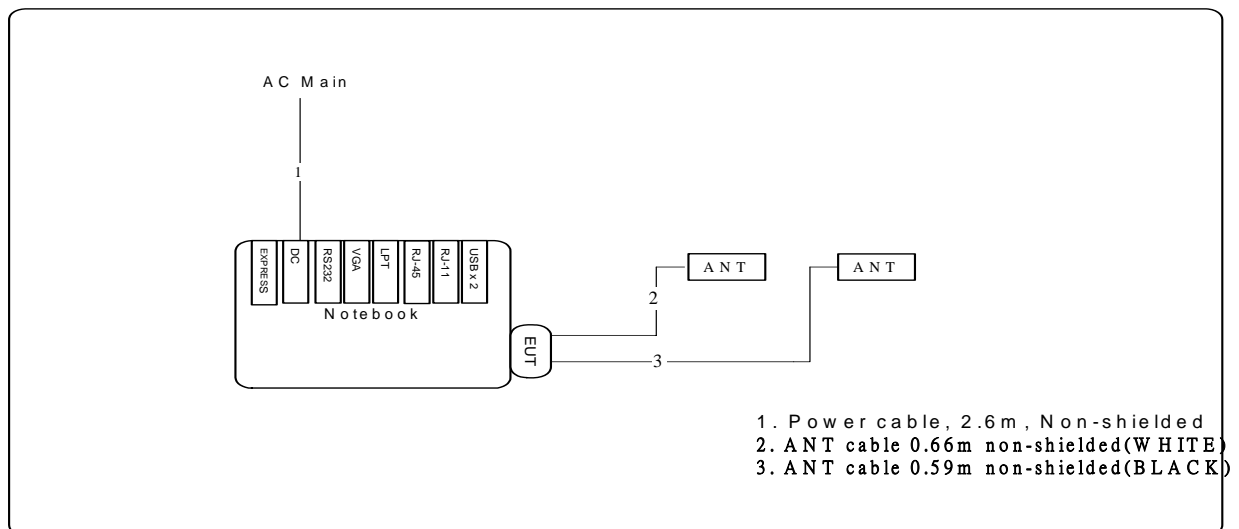 AC Main
1
EXPRESS
DC
RS232
VGA
LPT
RJ-45
RJ-11
USB x 2
Notebook
EUT
ANT
ANT
2
3
1. Power cable, 2.6m, Non-shielded
2. ANT cable 0.66m non-shielded(WHITE)
3. ANT cable 0.59m non-shielded(BLACK)